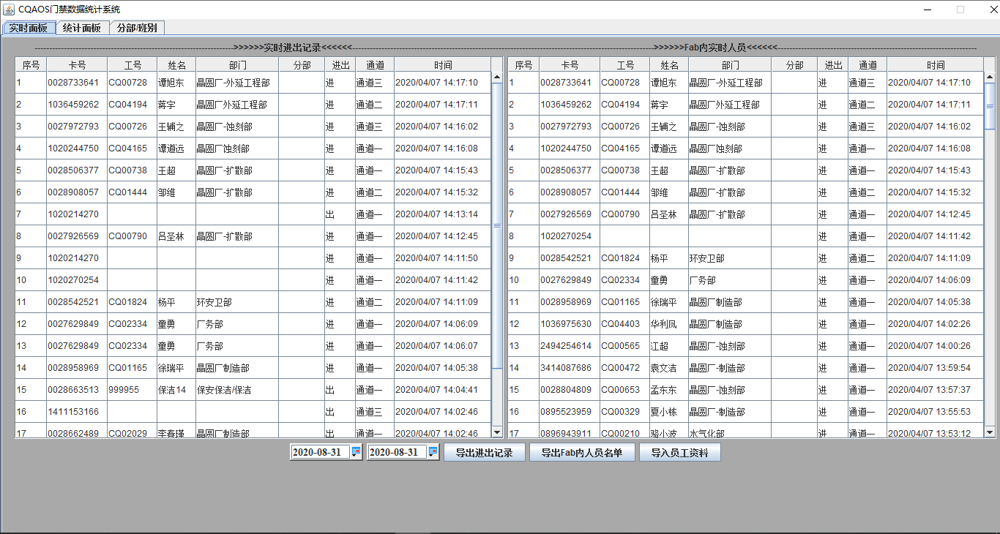 CQAOS门禁数据统计系统
实时面板 统计面板 分部/班别
>>>>>>实时进出记录<<<<<<
序号 卡号 工号 姓名 部门 分部 进出 通道 时间
1 0028733641 CQ00728 谭旭东 晶圆厂-外延工程部 进 通道三 2020/04/07 14:17:10
2 1036459262 CQ04194 蒋宇 晶圆厂外延工程部 进 通道二 2020/04/07 14:17:11
3 0027972793 CQ00726 王辅之 晶圆厂-蚀刻部 进 通道三 2020/04/07 14:16:02
4 1020244750 CQ04165 谭道远 晶圆厂蚀刻部 进 通道一 2020/04/07 14:16:08
5 0028506377 CQ00738 王超 晶圆厂-扩散部 进 通道一 2020/04/07 14:15:43
6 0028908057 CQ01444 邹维 晶圆厂-扩散部 进 通道二 2020/04/07 14:15:32
7 1020214270 出 通道一 2020/04/07 14:13:14
8 0027926569 CQ00790 吕圣林 晶圆厂-扩散部 进 通道一 2020/04/07 14:12:45
9 1020214270 进 通道一 2020/04/07 14:11:50
10 1020270254 进 通道一 2020/04/07 14:11:42
11 0028542521 CQ01824 杨平 环安卫部 进 通道二 2020/04/07 14:11:09
12 0027629849 CQ02334 童勇 厂务部 进 通道一 2020/04/07 14:06:09
13 0027629849 CQ02334 童勇 厂务部 进 通道一 2020/04/07 14:06:07
14 0028958969 CQ01165 徐瑞平 晶圆厂制造部 进 通道一 2020/04/07 14:05:38
15 0028663513 999955 保洁14 保安保洁/保洁 出 通道一 2020/04/07 14:04:41
16 1411153166 出 通道三 2020/04/07 14:02:46
17 0028662489 CQ02029 李春瑾 晶圆厂制造部 出 通道一 2020/04/07 14:02:46
>>>>>>Fab内实时人员<<<<<<
序号 卡号 工号 姓名 部门 分部 进出 通道 时间
1 0028733641 CQ00728 谭旭东 晶圆厂-外延工程部 进 通道三 2020/04/07 14:17:10
2 1036459262 CQ04194 蒋宇 晶圆厂外延工程部 进 通道二 2020/04/07 14:17:11
3 0027972793 CQ00726 王辅之 晶圆厂-蚀刻部 进 通道三 2020/04/07 14:16:02
4 1020244750 CQ04165 谭道远 晶圆厂蚀刻部 进 通道一 2020/04/07 14:16:08
5 0028506377 CQ00738 王超 晶圆厂-扩散部 进 通道一 2020/04/07 14:15:43
6 0028908057 CQ01444 邹维 晶圆厂-扩散部 进 通道二 2020/04/07 14:15:32
7 0027926569 CQ00790 吕圣林 晶圆厂-扩散部 进 通道一 2020/04/07 14:12:45
8 1020270254 进 通道一 2020/04/07 14:11:42
9 0028542521 CQ01824 杨平 环安卫部 进 通道二 2020/04/07 14:11:09
10 0027629849 CQ02334 童勇 厂务部 进 通道一 2020/04/07 14:06:09
11 0028958969 CQ01165 徐瑞平 晶圆厂制造部 进 通道一 2020/04/07 14:05:38
12 1036975630 CQ04403 华利凤 晶圆厂制造部 进 通道一 2020/04/07 14:02:26
13 2494254614 CQ00565 江超 晶圆厂-蚀刻部 进 通道一 2020/04/07 14:00:26
14 3414087686 CQ00472 袁文洁 晶圆厂-制造部 进 通道一 2020/04/07 13:59:54
15 0028804809 CQ00653 孟东东 晶圆厂-蚀刻部 进 通道一 2020/04/07 13:57:37
16 0895523959 CQ00329 夏小栋 晶圆厂-制造部 进 通道一 2020/04/07 13:55:53
17 0896943911 CQ00210 骆小波 水气化部 进 通道一 2020/04/07 13:53:12
2020-08-31 2020-08-31 导出进出记录 导出Fab内人员名单 导入员工资料